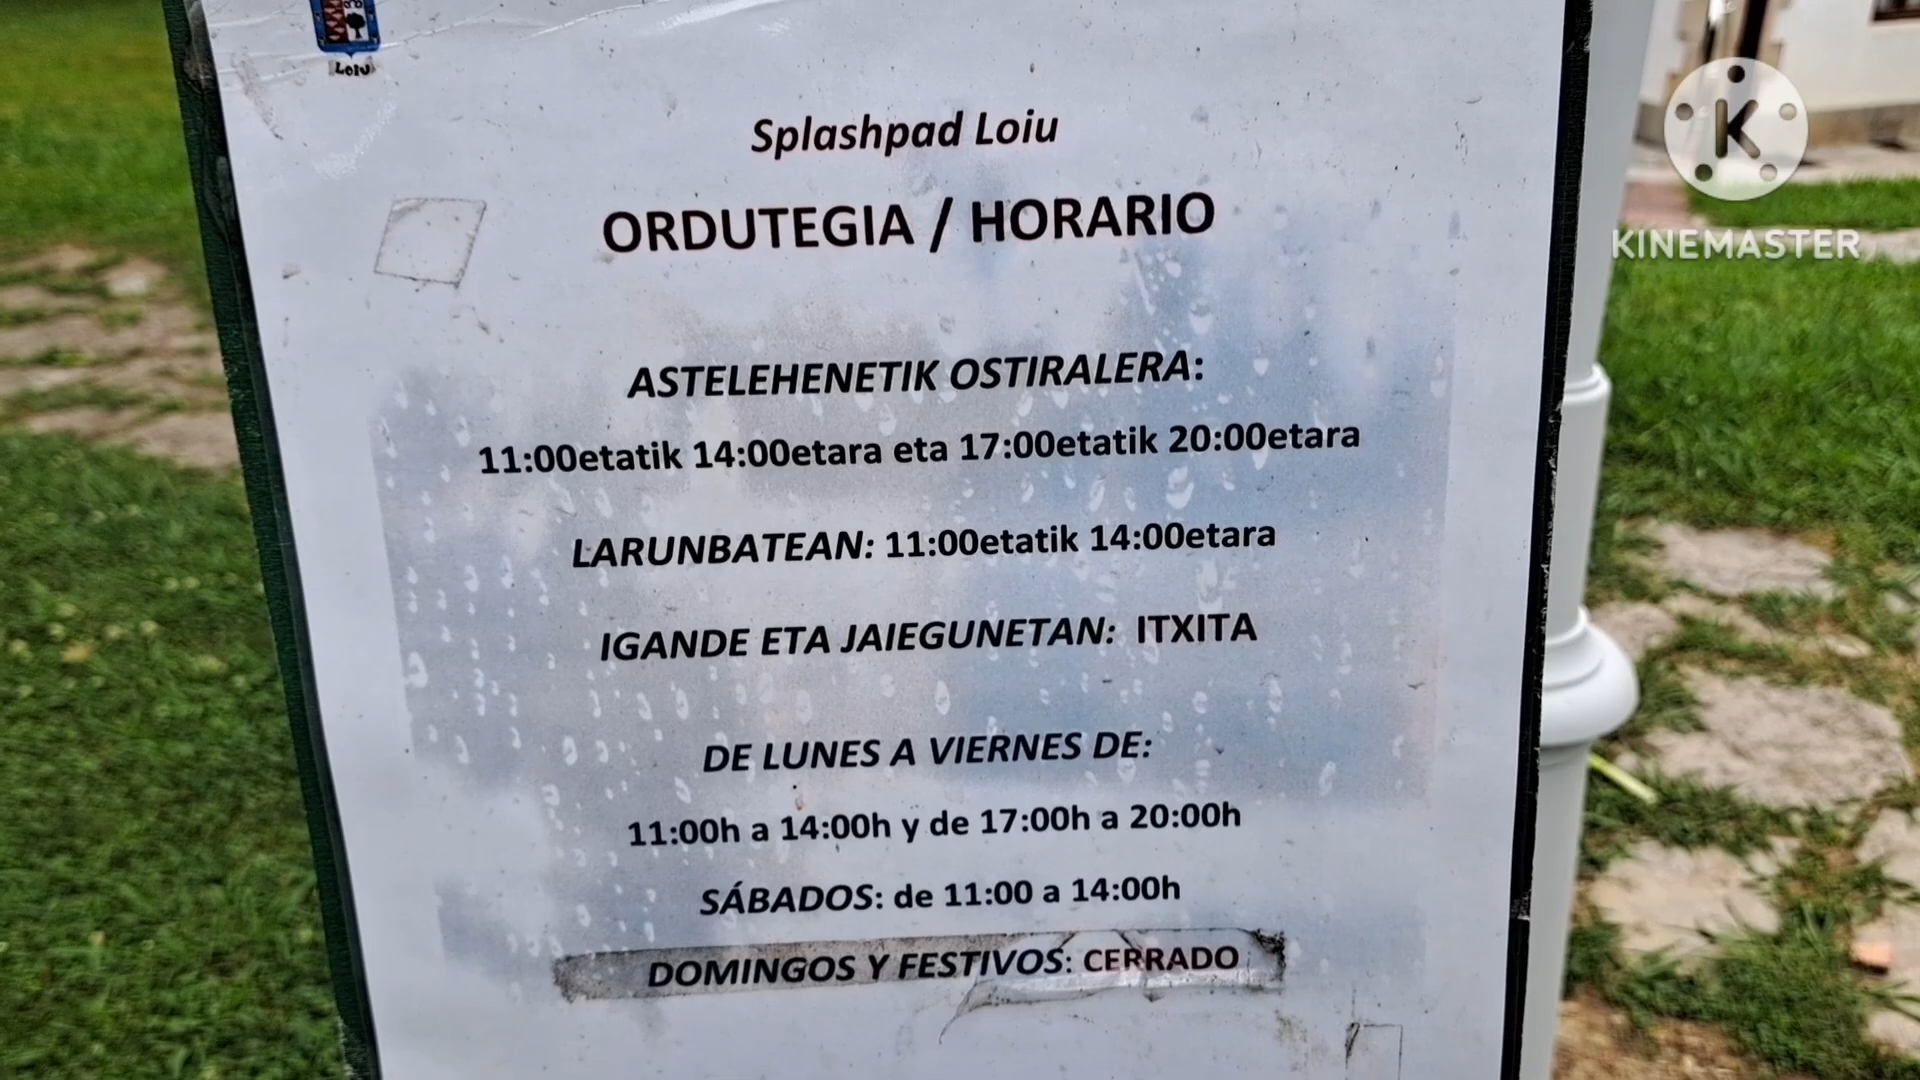 Loiu
Splashpad Loiu
ORDUTEGIA / HORARIO
ASTELEHENETIK OSTIRALERA:
11:00etatik 14:00etara eta 17:00etatik 20:00etara
LARUNBATEAN: 11:00etatik 14:00etara
IGANDE ETA JAIEGUNETAN: ITXITA
DE LUNES A VIERNES DE:
11:00h a 14:00h y de 17:00h a 20:00h
SÁBADOS: de 11:00 a 14:00h
DOMINGOS Y FESTIVOS: CERRADO
K
KINEMASTER